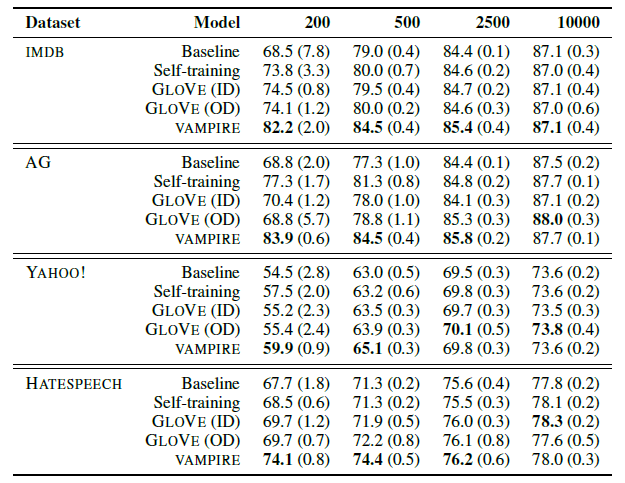 Dataset Model 200 500 2500 10000
IMDB Baseline 68.5 (7.8) 79.0 (0.4) 84.4 (0.1) 87.1 (0.3)
Self-training 73.8 (3.3) 80.0 (0.7) 84.6 (0.2) 87.0 (0.4)
GLOVE (ID) 74.5 (0.8) 79.5 (0.4) 84.7 (0.2) 87.1 (0.4)
GLOVE (OD) 74.1 (1.2) 80.0 (0.2) 84.6 (0.3) 87.0 (0.6)
VAMPIRE 82.2 (2.0) 84.5 (0.4) 85.4 (0.4) 87.1 (0.4)
AG Baseline 68.8 (2.0) 77.3 (1.0) 84.4 (0.1) 87.5 (0.2)
Self-training 77.3 (1.7) 81.3 (0.8) 84.8 (0.2) 87.7 (0.1)
GLOVE (ID) 70.4 (1.2) 78.0 (1.0) 84.1 (0.3) 87.1 (0.2)
GLOVE (OD) 68.8 (5.7) 78.8 (1.1) 85.3 (0.3) 88.0 (0.3)
VAMPIRE 83.9 (0.6) 84.5 (0.4) 85.8 (0.2) 87.7 (0.1)
YAHOO! Baseline 54.5 (2.8) 63.0 (0.5) 69.5 (0.3) 73.6 (0.2)
Self-training 57.5 (2.0) 63.2 (0.6) 69.8 (0.3) 73.6 (0.2)
GLOVE (ID) 55.2 (2.3) 63.5 (0.3) 69.7 (0.3) 73.5 (0.3)
GLOVE (OD) 55.4 (2.4) 63.9 (0.3) 70.1 (0.5) 73.8 (0.4)
VAMPIRE 59.9 (0.9) 65.1 (0.3) 69.8 (0.3) 73.6 (0.2)
HATESPEECH Baseline 67.7 (1.8) 71.3 (0.2) 75.6 (0.4) 77.8 (0.2)
Self-training 68.5 (0.6) 71.3 (0.2) 75.5 (0.3) 78.1 (0.2)
GLOVE (ID) 69.7 (1.2) 71.9 (0.5) 76.0 (0.3) 78.3 (0.2)
GLOVE (OD) 69.7 (0.7) 72.2 (0.8) 76.1 (0.8) 77.6 (0.5)
VAMPIRE 74.1 (0.8) 74.4 (0.5) 76.2 (0.6) 78.0 (0.3)